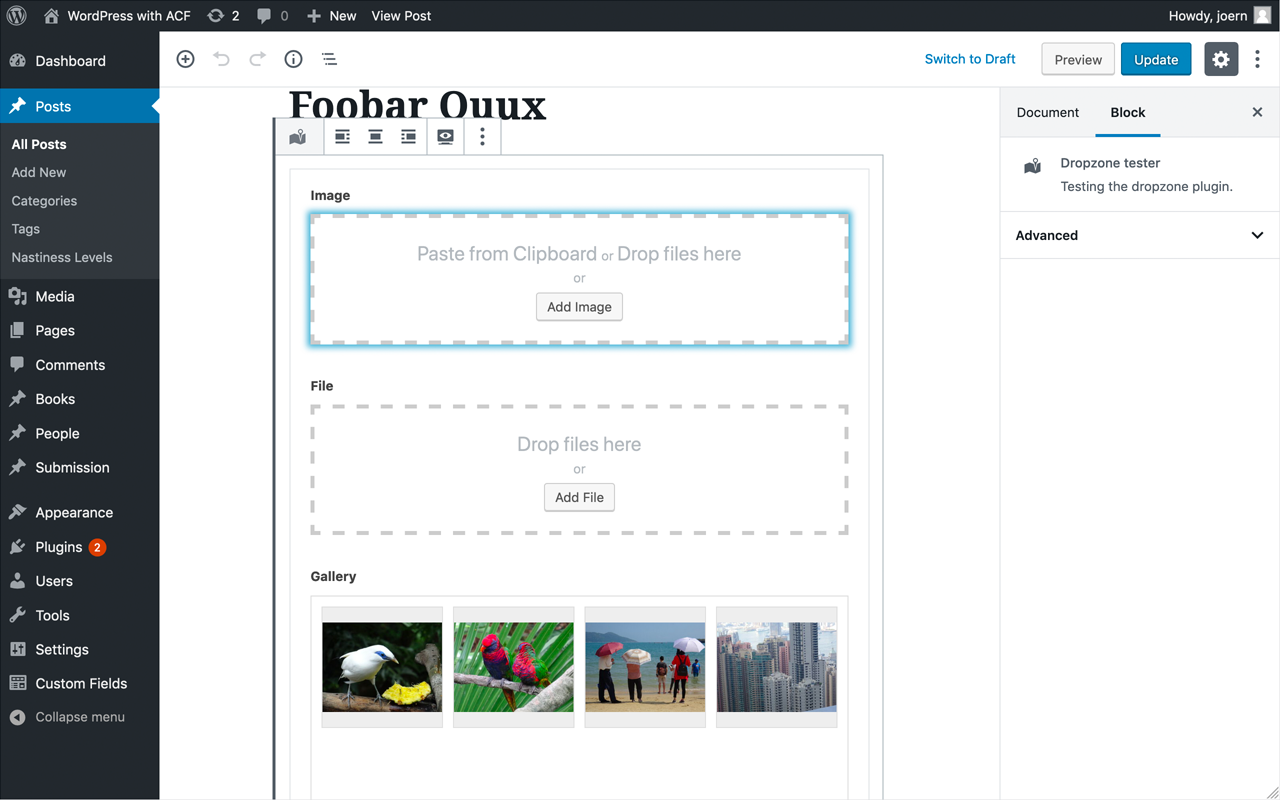 WordPress with ACF 2 0 New View Post Howdy, joern
Dashboard
Posts
All Posts
Add New
Categories
Tags
Nastiness Levels
Media
Pages
Comments
Books
People
Submission
Appearance
Plugins 2
Users
Tools
Settings
Custom Fields
Collapse menu
Switch to Draft Preview Update
Foobar Quux
Image
Paste from Clipboard or Drop files here
or
Add Image
File
Drop files here
or
Add File
Gallery
Document Block
Dropzone tester
Testing the dropzone plugin.
Advanced